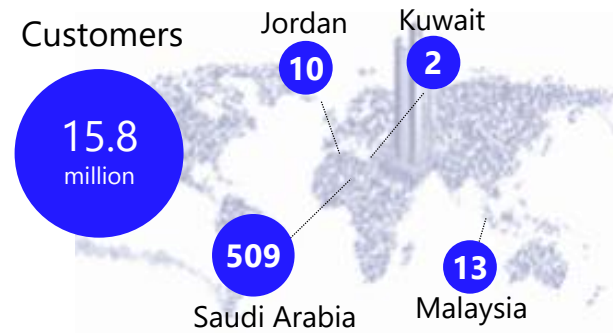 Customers
15.8
million
Jordan
10
Kuwait
2
509
Saudi Arabia
13
Malaysia